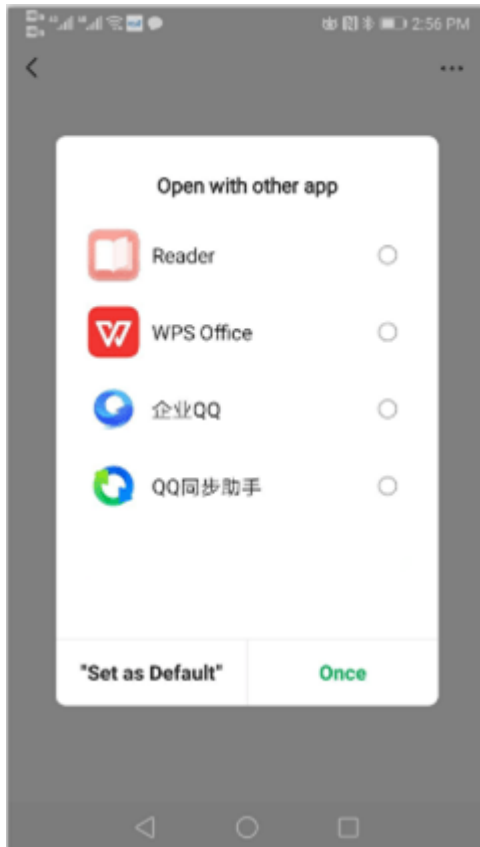 2:56 PM
Open with other app
Reader
WPS Office
企业QQ
QQ同步助手
"Set as Default"
Once